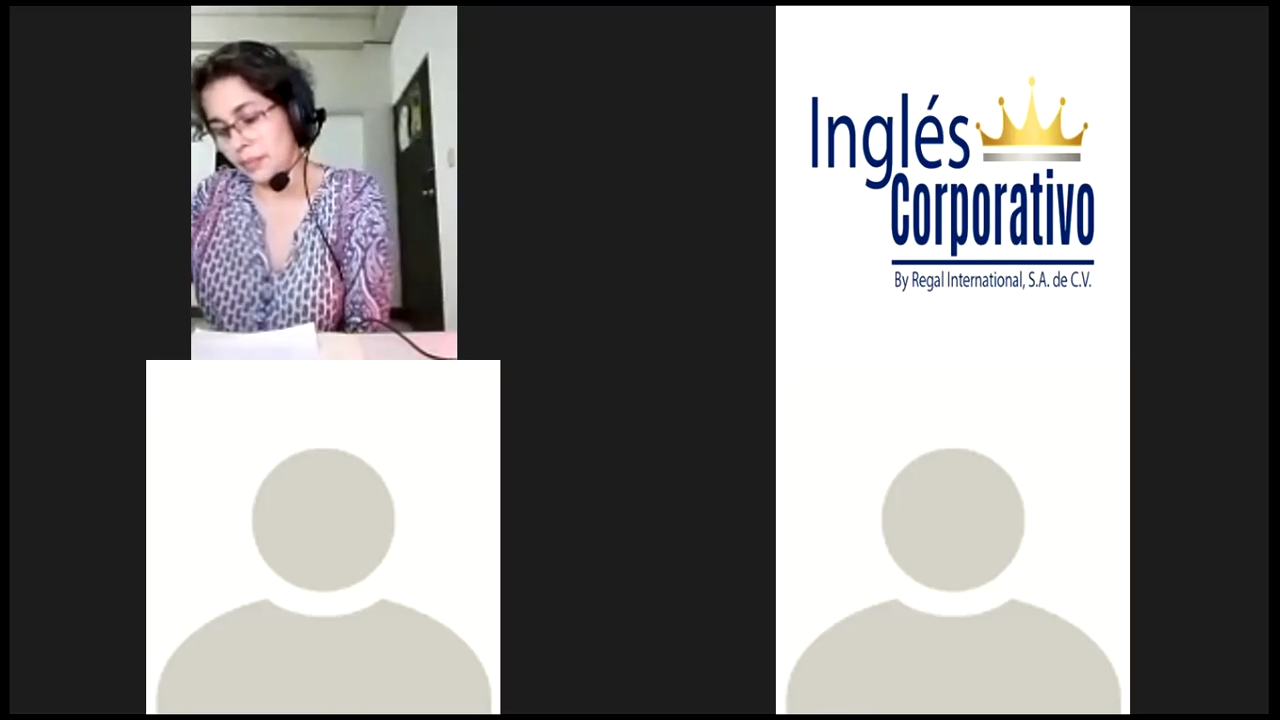 Inglés
Corporativo
By Regal International, S.A. de C.V.